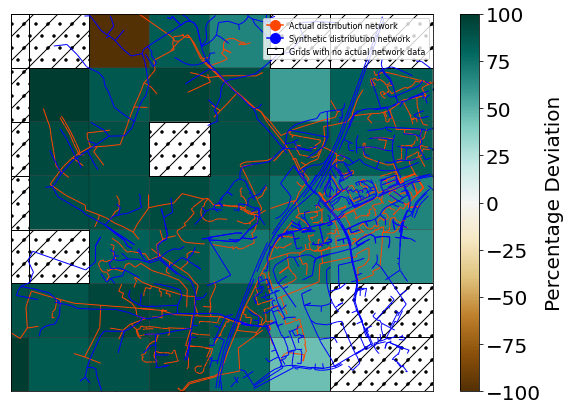 Actual distribution network
Synthetic distribution network
Grids with no actual network data
100
75
50
25
0
−25
−50
−75
−100
Percentage Deviation